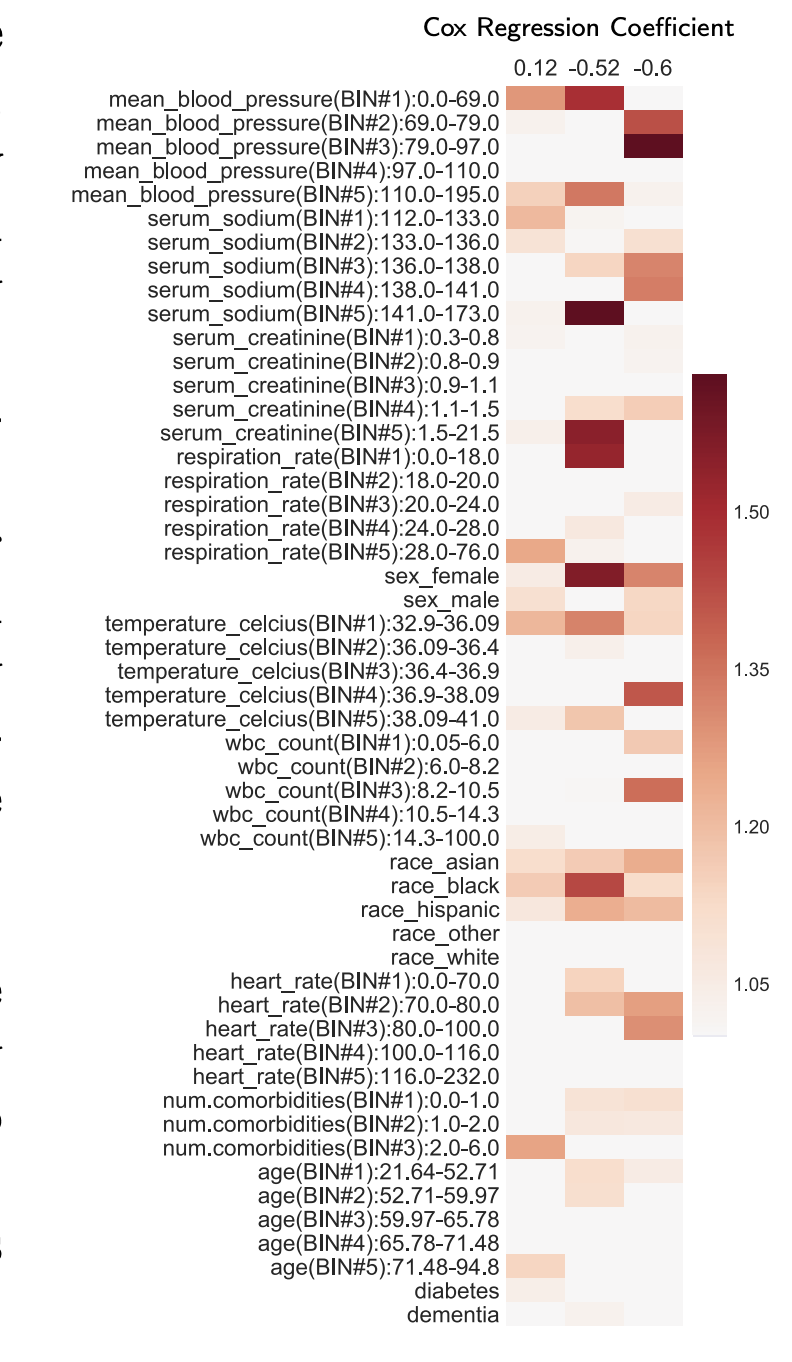 Cox Regression Coefficient
0.12 -0.52 -0.6
mean_blood_pressure(BIN#1):0.0-69.0
mean_blood_pressure(BIN#2):69.0-79.0
mean_blood_pressure(BIN#3):79.0-97.0
mean_blood_pressure(BIN#4):97.0-110.0
mean_blood_pressure(BIN#5):110.0-195.0
serum_sodium(BIN#1):112.0-133.0
serum_sodium(BIN#2):133.0-136.0
serum_sodium(BIN#3):136.0-138.0
serum_sodium(BIN#4):138.0-141.0
serum_sodium(BIN#5):141.0-173.0
serum_creatinine(BIN#1):0.3-0.8
serum_creatinine(BIN#2):0.8-0.9
serum_creatinine(BIN#3):0.9-1.1
serum_creatinine(BIN#4):1.1-1.5
serum_creatinine(BIN#5):1.5-21.5
respiration_rate(BIN#1):0.0-18.0
respiration_rate(BIN#2):18.0-20.0
respiration_rate(BIN#3):20.0-24.0
respiration_rate(BIN#4):24.0-28.0
respiration_rate(BIN#5):28.0-76.0
sex_female
sex_male
temperature_celcius(BIN#1):32.9-36.09
temperature_celcius(BIN#2):36.09-36.4
temperature_celcius(BIN#3):36.4-36.9
temperature_celcius(BIN#4):36.9-38.09
temperature_celcius(BIN#5):38.09-41.0
wbc_count(BIN#1):0.05-6.0
wbc_count(BIN#2):6.0-8.2
wbc_count(BIN#3):8.2-10.5
wbc_count(BIN#4):10.5-14.3
wbc_count(BIN#5):14.3-100.0
race_asian
race_black
race_hispanic
race_other
race_white
heart_rate(BIN#1):0.0-70.0
heart_rate(BIN#2):70.0-80.0
heart_rate(BIN#3):80.0-100.0
heart_rate(BIN#4):100.0-116.0
heart_rate(BIN#5):116.0-232.0
num.comorbidities(BIN#1):0.0-1.0
num.comorbidities(BIN#2):1.0-2.0
num.comorbidities(BIN#3):2.0-6.0
age(BIN#1):21.64-52.71
age(BIN#2):52.71-59.97
age(BIN#3):59.97-65.78
age(BIN#4):65.78-71.48
age(BIN#5):71.48-94.8
diabetes
dementia
1.50
1.35
1.20
1.05